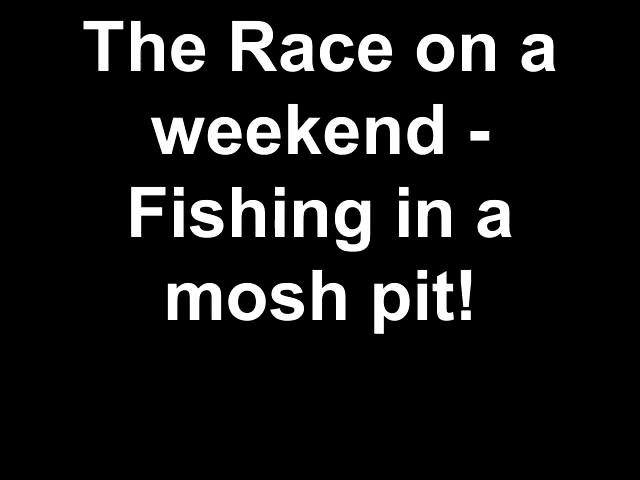 The Race on a
weekend -
Fishing in a
mosh pit!